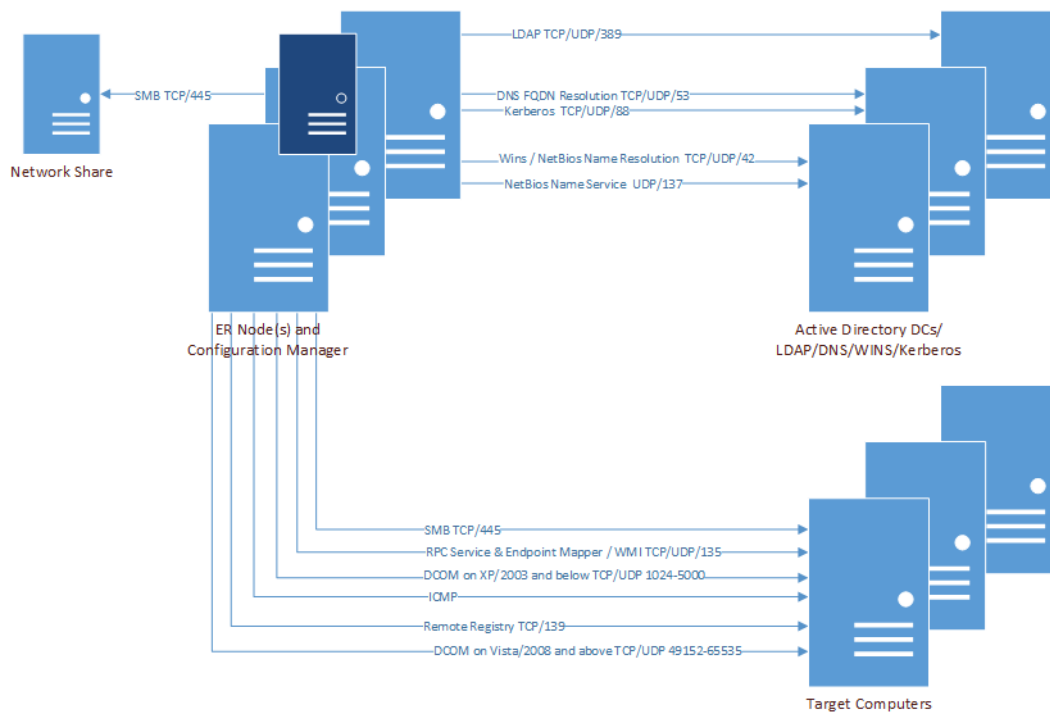 LDAP TCP/UDP/389
SMB TCP/445
DNS FQDN Resolution TCP/UDP/53
Kerberos TCP/UDP/88
Network Share
Wins / NetBios Name Resolution TCP/UDP/42
NetBios Name Service UDP/137
ER Node(s) and
Configuration Manager
Active Directory DCs/
LDAP/DNS/WINS/Kerberos
SMB TCP/445
RPC Service & Endpoint Mapper / WMI TCP/UDP/135
DCOM on XP/2003 and below TCP/UDP 1024-5000
ICMP
Remote Registry TCP/139
DCOM on Vista/2008 and above TCP/UDP 49152-65535
Target Computers